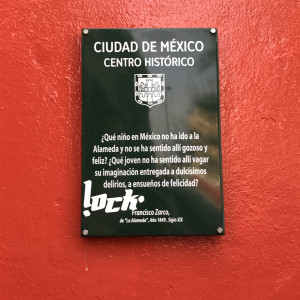 CIUDAD DE MÉXICO
CENTRO HISTÓRICO
¿Qué niño en México no ha ido a la
Alameda y no se ha sentado allí gozoso y
feliz? ¿Qué joven no ha sentido allí vagar
su imaginación entregada a dulcísimos
delirios, a ensueños de felicidad?
Francisco Zarco,
de "La Alameda", Año 1849, Siglo XIX